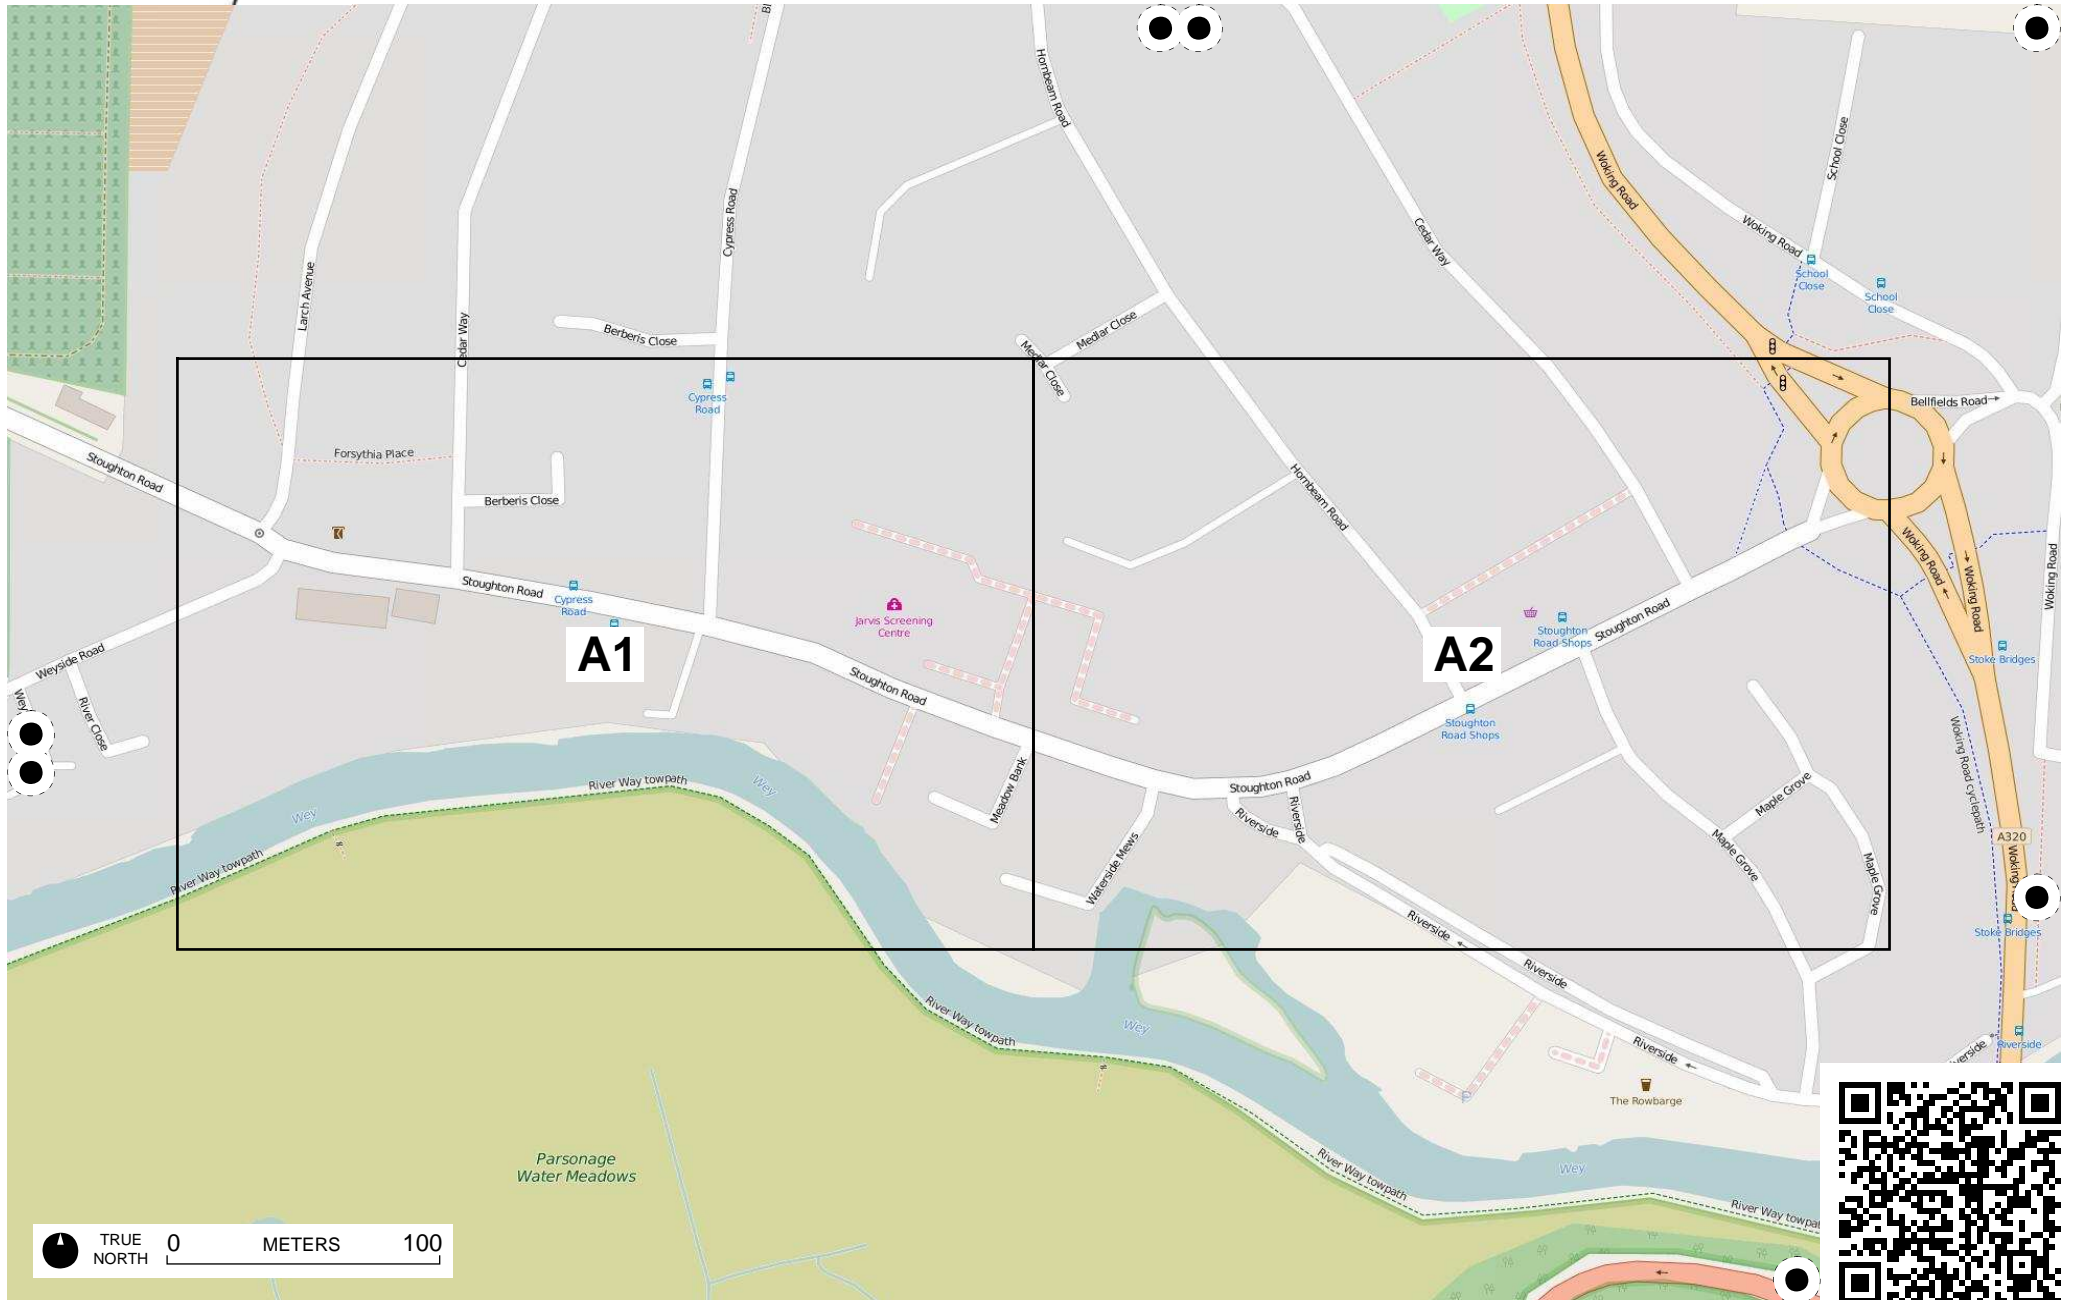 Hornbeam Road
Woking Road
School Close
Cypress Road
Cedar Way
Woking Road
School
Close
School
Close
Larch Avenue
Cedar Way
Berberis Close
Medlar Close
Medlar Close
Cypress
Road
Bellfields Road
Stoughton Road
Forsythia Place
Berberis Close
Hornbeam Road
Woking Road
Woking Road
Woking Road
Stoughton Road
Cypress
Road
Jarvis Screening
Centre
Stoughton
Road Shops
Stoughton Road
Stoke Bridges
A1
A2
Weyside Road
Wey
River Close
Stoughton Road
Stoughton
Road Shops
Woking Road cyclepath
River Way towpath
Wey
Meadow Bank
Stoughton Road
Riverside
Riverside
Maple Grove
Wey
Maple Grove
Maple Grove
A320
Woking Road
River Way towpath
Waterside Mews
Riverside
Stoke Bridges
Riverside
River Way towpath
Wey
Riverside
Riverside
The Rowbarge
Parsonage
Water Meadows
River Way towpath
Wey
River Way towpa
TRUE
NORTH
0 METERS 100